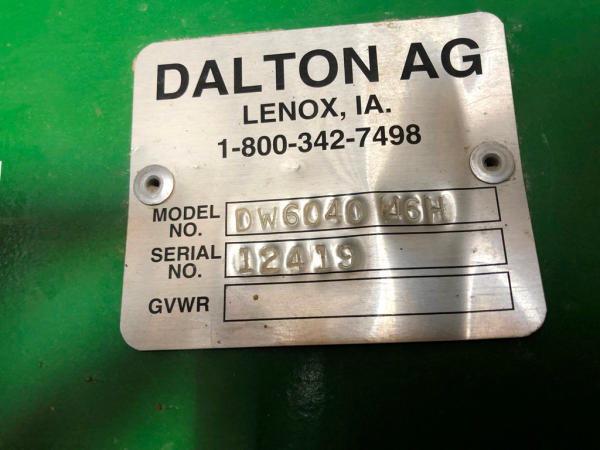 DALTON AG
LENOX, IA.
1-800-342-7498
MODEL NO. DW6040 46H
SERIAL NO. 12419
GVWR